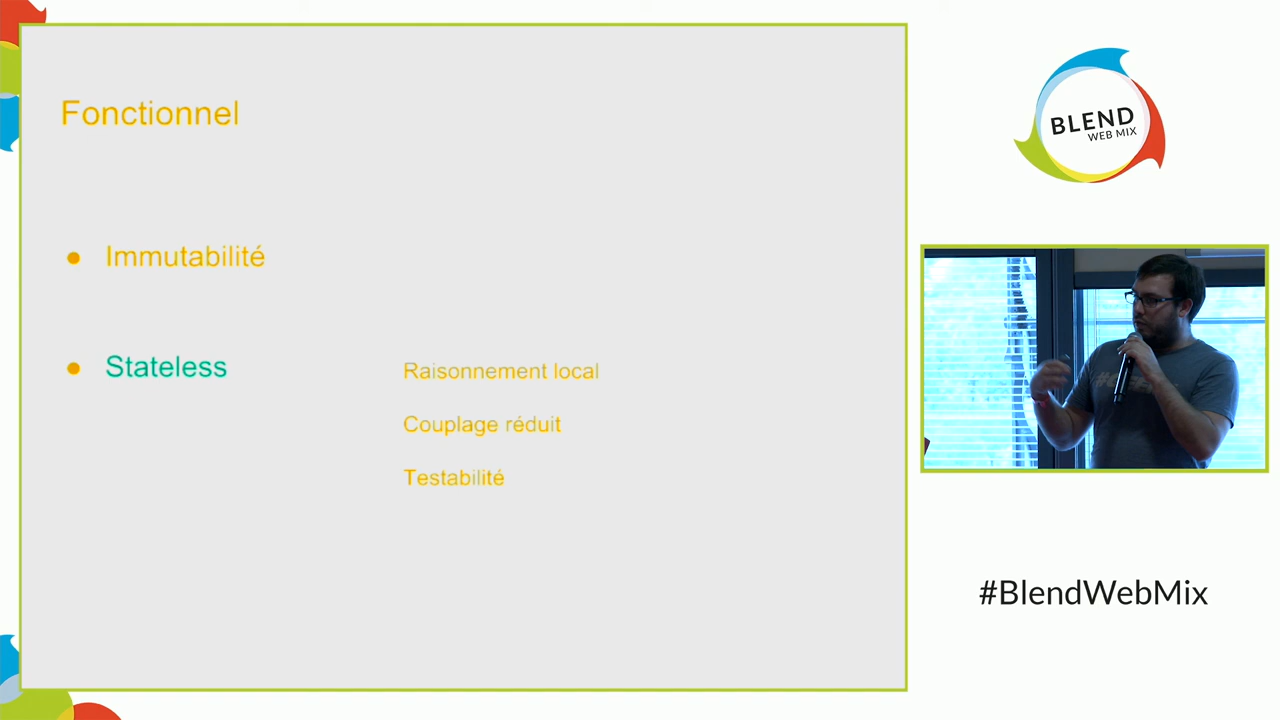 Fonctionnel
Immutabilité
Stateless
Raisonnement local
Couplage réduit
Testabilité
BLEND
WEB MIX
#BlendWebMix